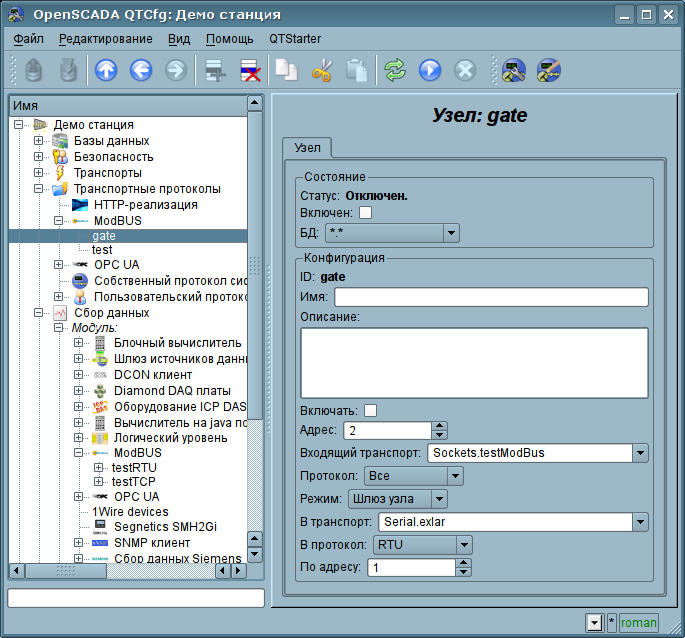 OpenSCADA QTCfg: Демо станция
Файл Редактирование Вид Помощь QTStarter
Имя
Демо станция
Базы данных
Безопасность
Транспорты
Транспортные протоколы
HTTP-реализация
ModBUS
gate
test
OPC UA
Собственный протокол сис
Пользовательский проток
Сбор данных
Модуль:
Блочный вычислитель
Шлюз источников данн
DCON клиент
Diamond DAQ платы
Оборудование ICP DAS
Вычислитель на java по
Логический уровень
ModBUS
testRTU
testTCP
OPC UA
1Wire devices
Segnetics SMH2Gi
SNMP клиент
Сбор данных Siemens
Узел: gate
Узел
Состояние
Статус: Отключен.
Включен:
БД: *.*
Конфигурация
ID: gate
Имя:
Описание:
Включать:
Адрес: 2
Входящий транспорт: Sockets.testModBus
Протокол: Все
Режим: Шлюз узла
В транспорт: Serial.exlar
В протокол: RTU
По адресу: 1
* roman